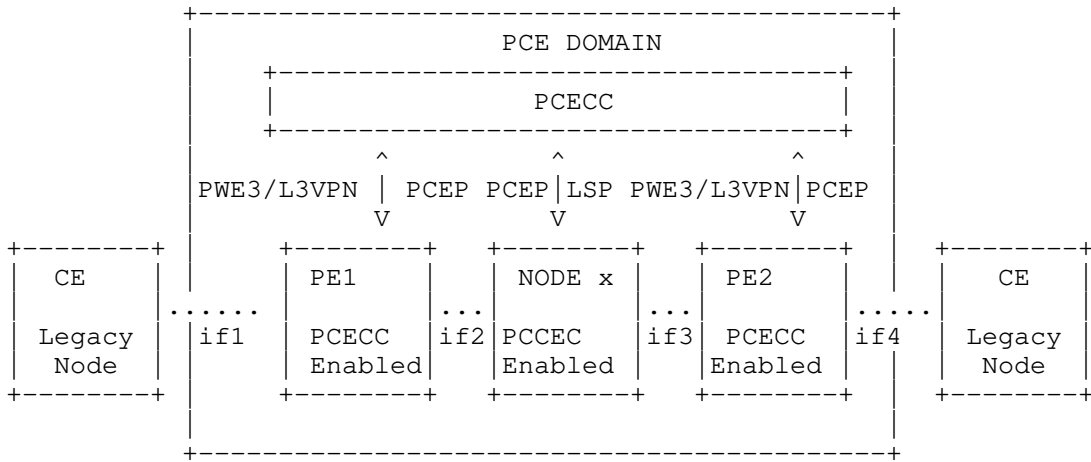 PCE DOMAIN
PCECC
PWE3/L3VPN PCEP PCEP LSP PWE3/L3VPN PCEP
CE PE1 NODE x PE2 CE
...... ... ... .....
Legacy if1 PCECC if2 PCCEC if3 PCECC if4 Legacy
Node Enabled Enabled Enabled Node